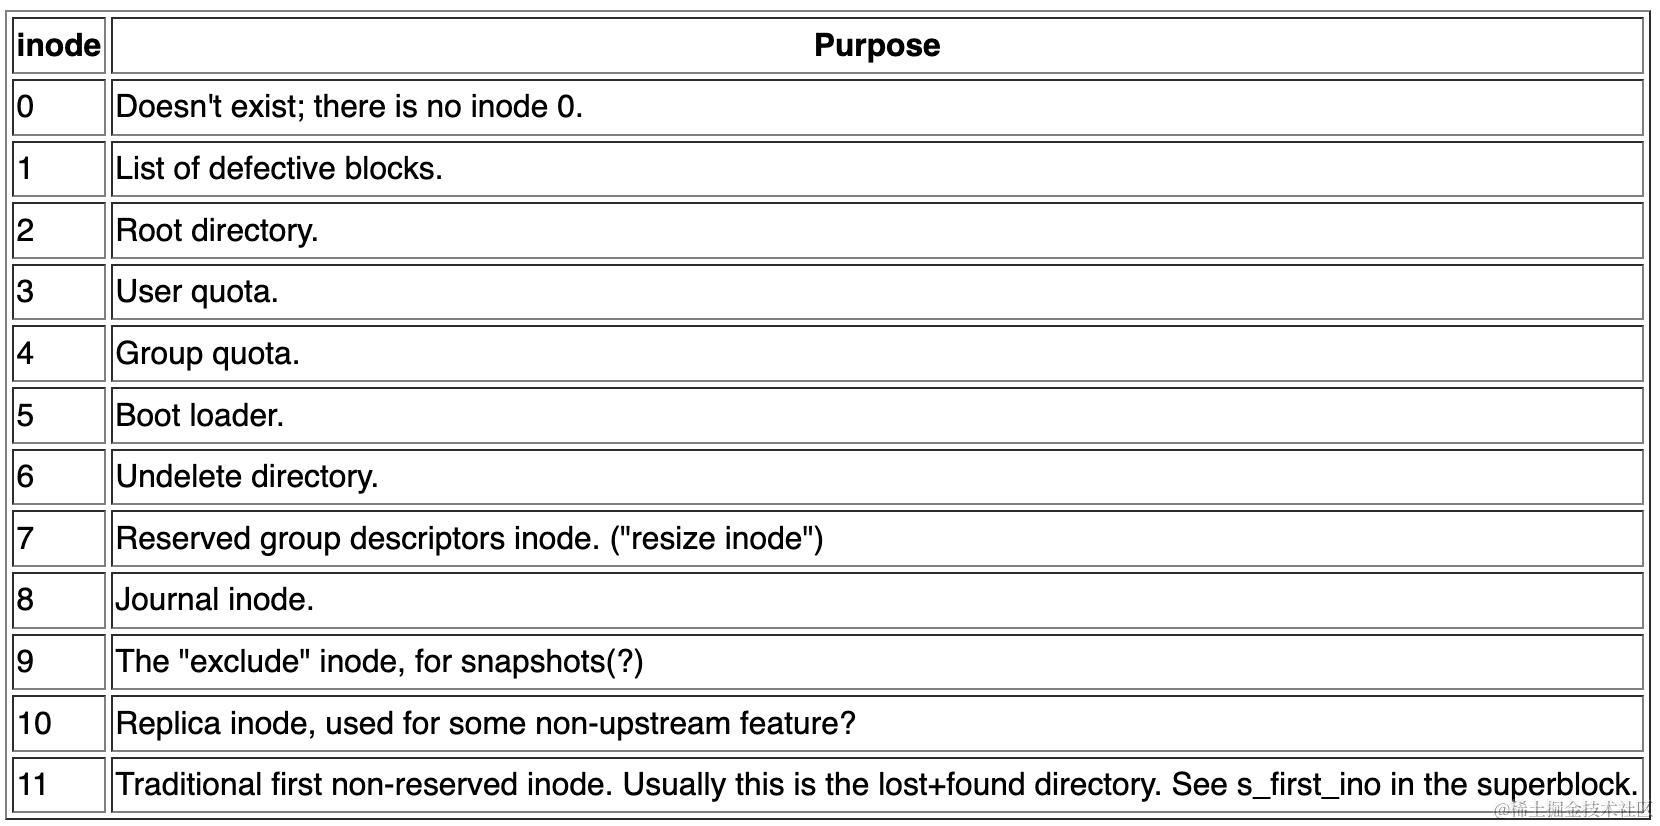 inode Purpose
0 Doesn't exist; there is no inode 0.
1 List of defective blocks.
2 Root directory.
3 User quota.
4 Group quota.
5 Boot loader.
6 Undelete directory.
7 Reserved group descriptors inode. ("resize inode")
8 Journal inode.
9 The "exclude" inode, for snapshots(?)
10 Replica inode, used for some non-upstream feature?
11 Traditional first non-reserved inode. Usually this is the lost+found directory. See s_first_ino in the superblock.
@稀土掘金技术社区